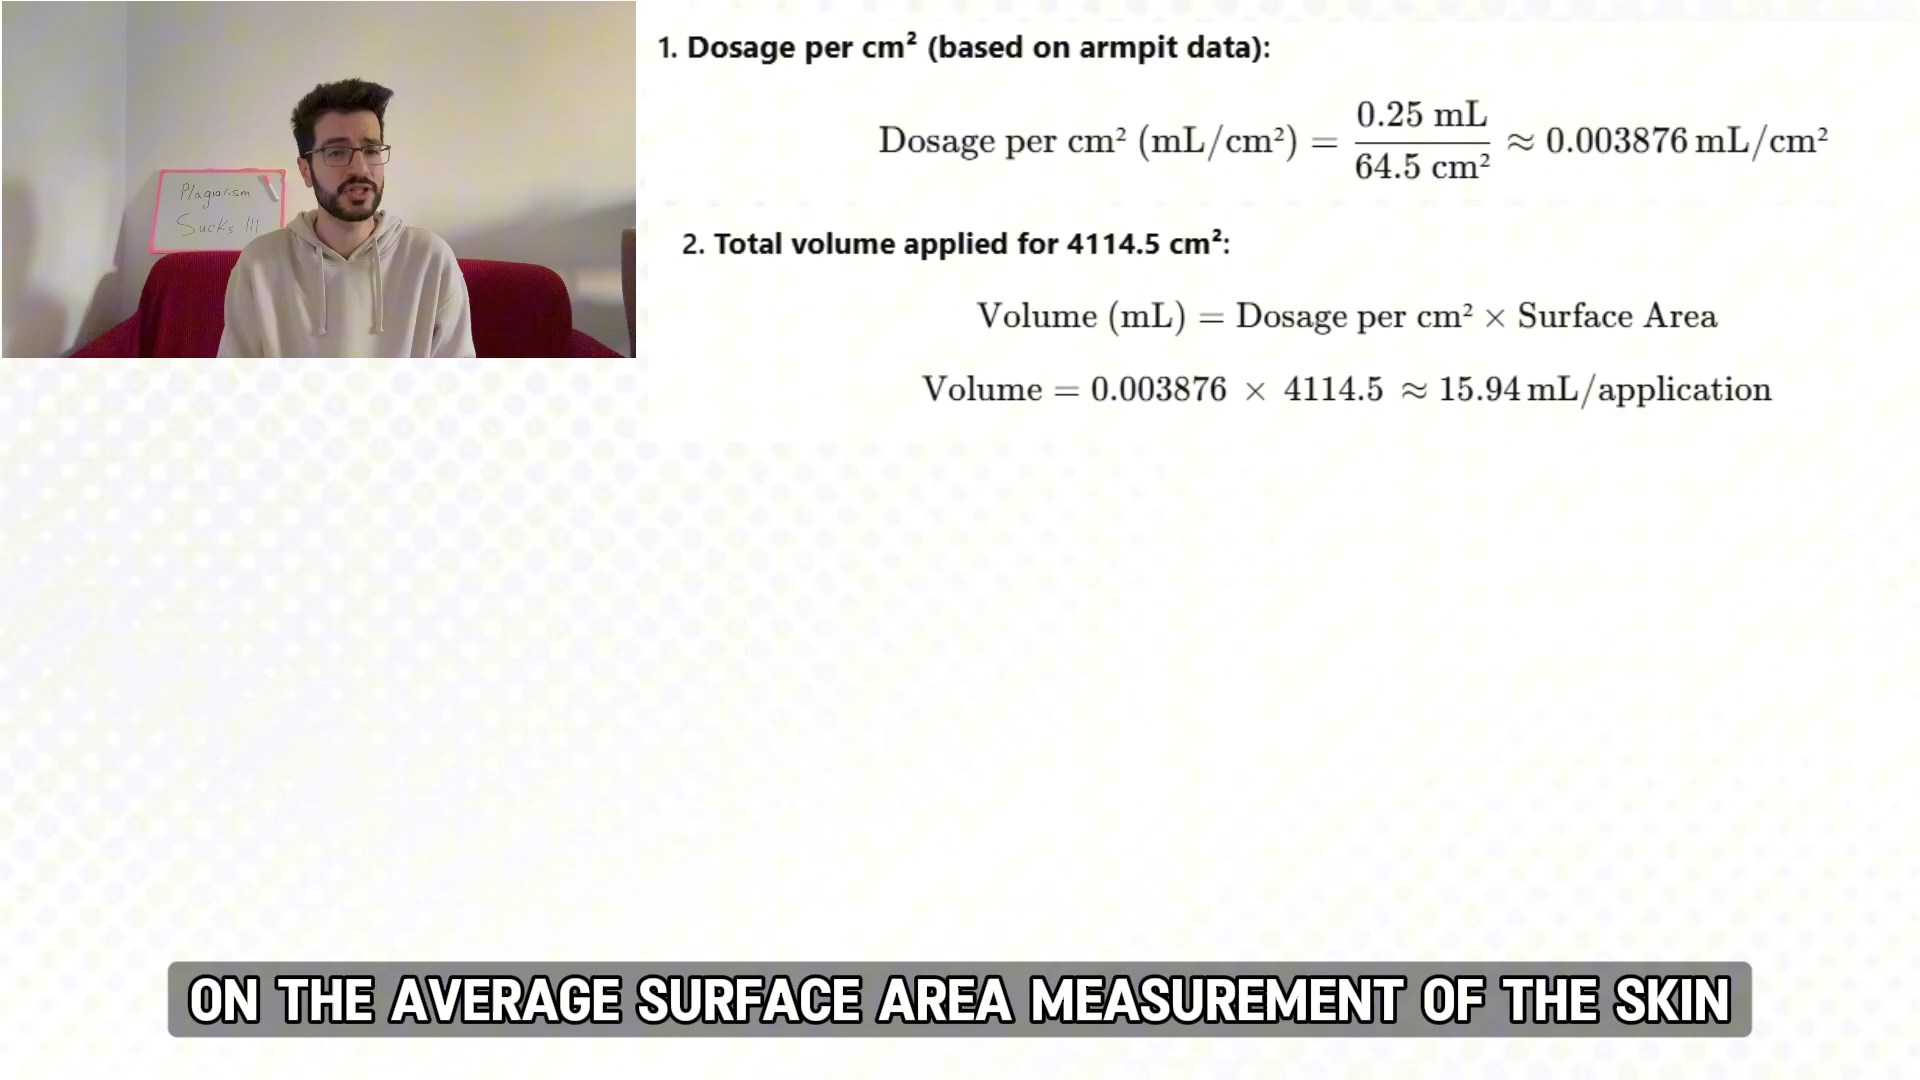 Plagiarism
Sucks !!!
1. Dosage per cm² (based on armpit data):
Dosage per cm² (mL/cm²) = 0.25 mL / 64.5 cm² ≈ 0.003876 mL/cm²
2. Total volume applied for 4114.5 cm²:
Volume (mL) = Dosage per cm² × Surface Area
Volume = 0.003876 × 4114.5 ≈ 15.94 mL/application
ON THE AVERAGE SURFACE AREA MEASUREMENT OF THE SKIN